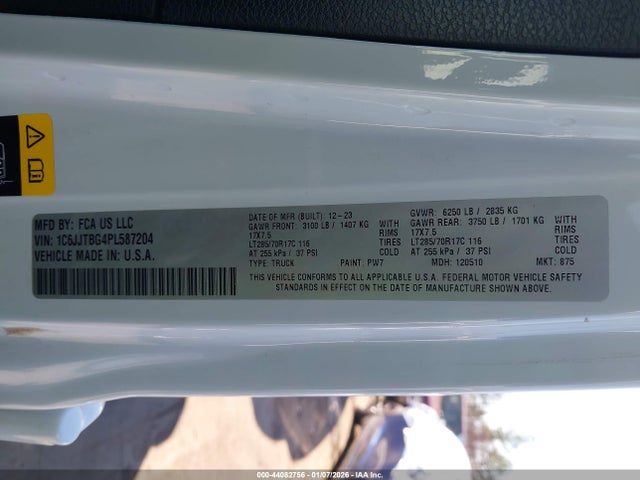 MFD BY: FCA US LLC
VIN: 1C6JJTBG4PL587204
VEHICLE MADE IN: U.S.A.
DATE OF MFR (BUILT): 12-23
GAWR FRONT: 3100 LB / 1407 KG
17X7.5 RIMS
LT285/70R17C 116 TIRES
AT 255 kPa / 37 PSI COLD
TYPE: TRUCK PAINT: PW7
GVWR: 6250 LB / 2835 KG
GAWR REAR: 3750 LB / 1701 KG
17X7.5 RIMS
LT285/70R17C 116 TIRES
AT 255 kPa / 37 PSI COLD
MDH: 120510 MKT: 875
THIS VEHICLE CONFORMS TO ALL APPLICABLE U.S.A. FEDERAL MOTOR VEHICLE SAFETY
STANDARDS IN EFFECT ON THE DATE OF MANUFACTURE SHOWN ABOVE.
000-44082756 - 01/07/2026 - IAA